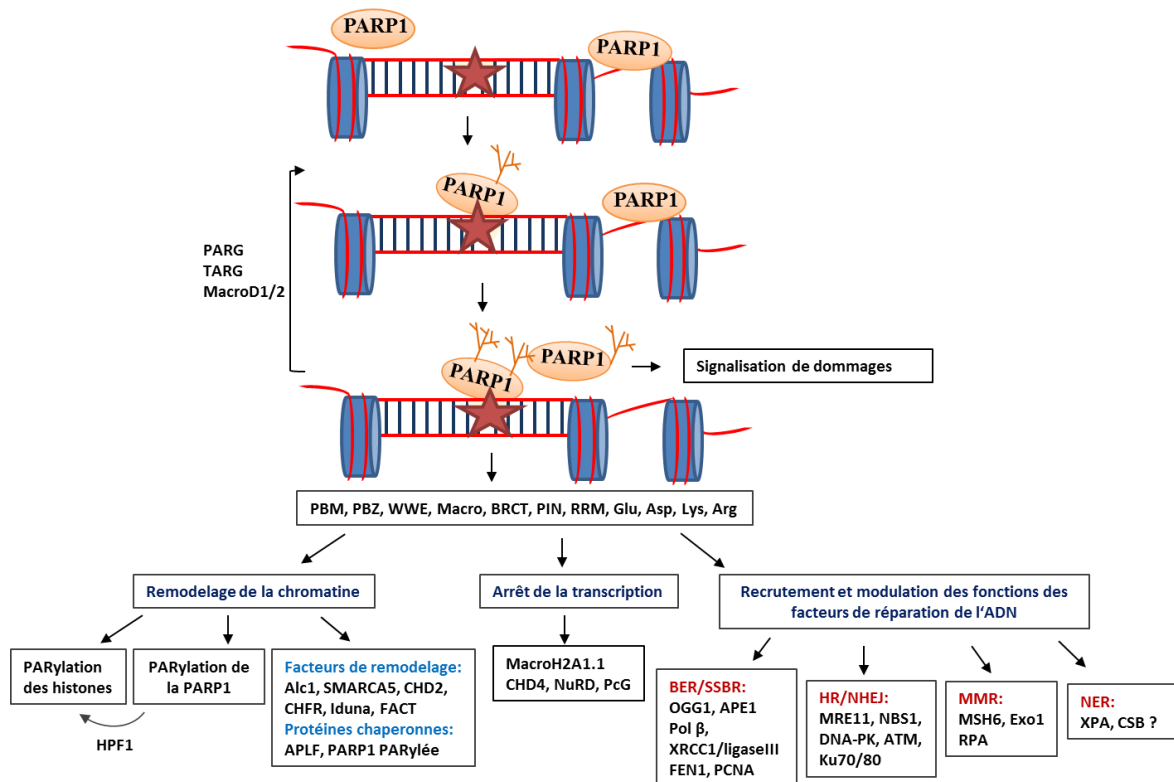 PARP1
PARP1
PARP1
PARP1
PARG
TARG
MacroD1/2
PARP1
PARP1
Signalisation de dommages
PBM, PBZ, WWE, Macro, BRCT, PIN, RRM, Glu, Asp, Lys, Arg
Remodelage de la chromatine
Arrêt de la transcription
Recrutement et modulation des fonctions des
facteurs de réparation de l'ADN
PARylation
des histones
PARylation de
la PARP1
HPF1
Facteurs de remodelage:
Alc1, SMARCA5, CHD2,
CHFR, Iduna, FACT
Protéines chaperonnes:
APLF, PARP1 PARylée
MacroH2A1.1
CHD4, NuRD, PcG
BER/SSBR:
OGG1, APE1
Pol β,
XRCC1/ligaseIII
FEN1, PCNA
HR/NHEJ:
MRE11, NBS1,
DNA-PK, ATM,
Ku70/80
MMR:
MSH6, Exo1
RPA
NER:
XPA, CSB ?